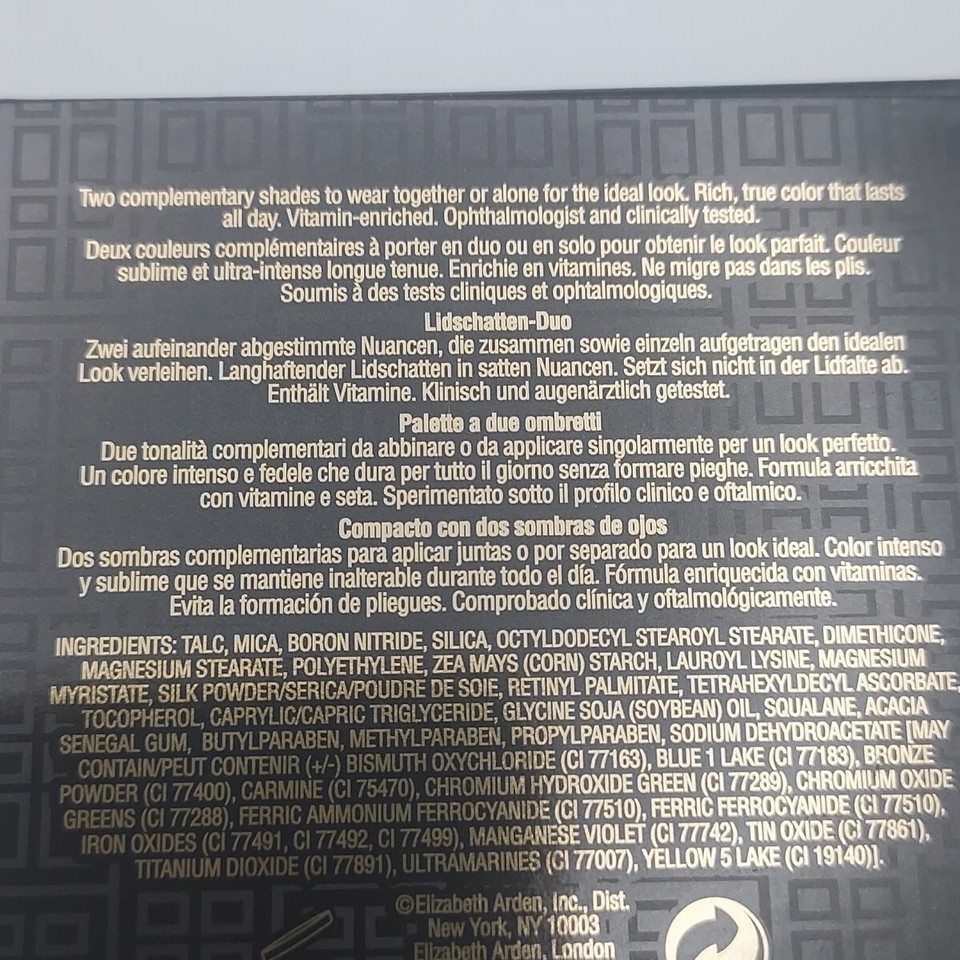 Two complementary shades to wear together or alone for the ideal look. Rich, true color that lasts
all day. Vitamin-enriched. Ophthalmologist and clinically tested.
Deux couleurs complémentaires à porter en duo ou en solo pour obtenir le look parfait. Couleur
sublime et ultra-intense longue tenue. Enrichie en vitamines. Ne migre pas dans les plis.
Soumis à des tests cliniques et ophtalmologiques.
Lidschatten-Duo
Zwei aufeinander abgestimmte Nuancen, die zusammen sowie einzeln aufgetragen den idealen
Look verleihen. Langhaftender Lidschatten in satten Nuancen. Setzt sich nicht in der Lidfalte ab.
Enthält Vitamine. Klinisch und augenärztlich getestet.
Palette a due ombretti
Due tonalità complementari da abbinare o da applicare singolarmente per un look perfetto.
Un colore intenso e fedele che dura per tutto il giorno senza formare pieghe. Formula arricchita
con vitamine e seta. Sperimentato sotto il profilo clinico e oftalmico.
Compacto con dos sombras de ojos
Dos sombras complementarias para aplicar juntas o por separado para un look ideal. Color intenso
y sublime que se mantiene inalterable durante todo el día. Fórmula enriquecida con vitaminas.
Evita la formación de pliegues. Comprobado clínica y oftalmológicamente.
INGREDIENTS: TALC, MICA, BORON NITRIDE, SILICA, OCTYLDODECYL STEAROYL STEARATE, DIMETHICONE,
MAGNESIUM STEARATE, POLYETHYLENE, ZEA MAYS (CORN) STARCH, LAUROYL LYSINE, MAGNESIUM
MYRISTATE, SILK POWDER/SERICA/POUDRE DE SOIE, RETINYL PALMITATE, TETRAHEXYLDECYL ASCORBATE,
TOCOPHEROL, CAPRYLIC/CAPRIC TRIGLYCERIDE, GLYCINE SOJA (SOYBEAN) OIL, SQUALANE, ACACIA
SENEGAL GUM, BUTYLPARABEN, METHYLPARABEN, PROPYLPARABEN, SODIUM DEHYDROACETATE [MAY
CONTAIN/PEUT CONTENIR (+/-) BISMUTH OXYCHLORIDE (CI 77163), BLUE 1 LAKE (CI 77183), BRONZE
POWDER (CI 77400), CARMINE (CI 75470), CHROMIUM HYDROXIDE GREEN (CI 77289), CHROMIUM OXIDE
GREENS (CI 77288), FERRIC AMMONIUM FERROCYANIDE (CI 77510), FERRIC FERROCYANIDE (CI 77510),
IRON OXIDES (CI 77491, CI 77492, CI 77499), MANGANESE VIOLET (CI 77742), TIN OXIDE (CI 77861),
TITANIUM DIOXIDE (CI 77891), ULTRAMARINES (CI 77007), YELLOW 5 LAKE (CI 19140)].
©Elizabeth Arden, Inc., Dist.
New York, NY 10003
Elizabeth Arden, London